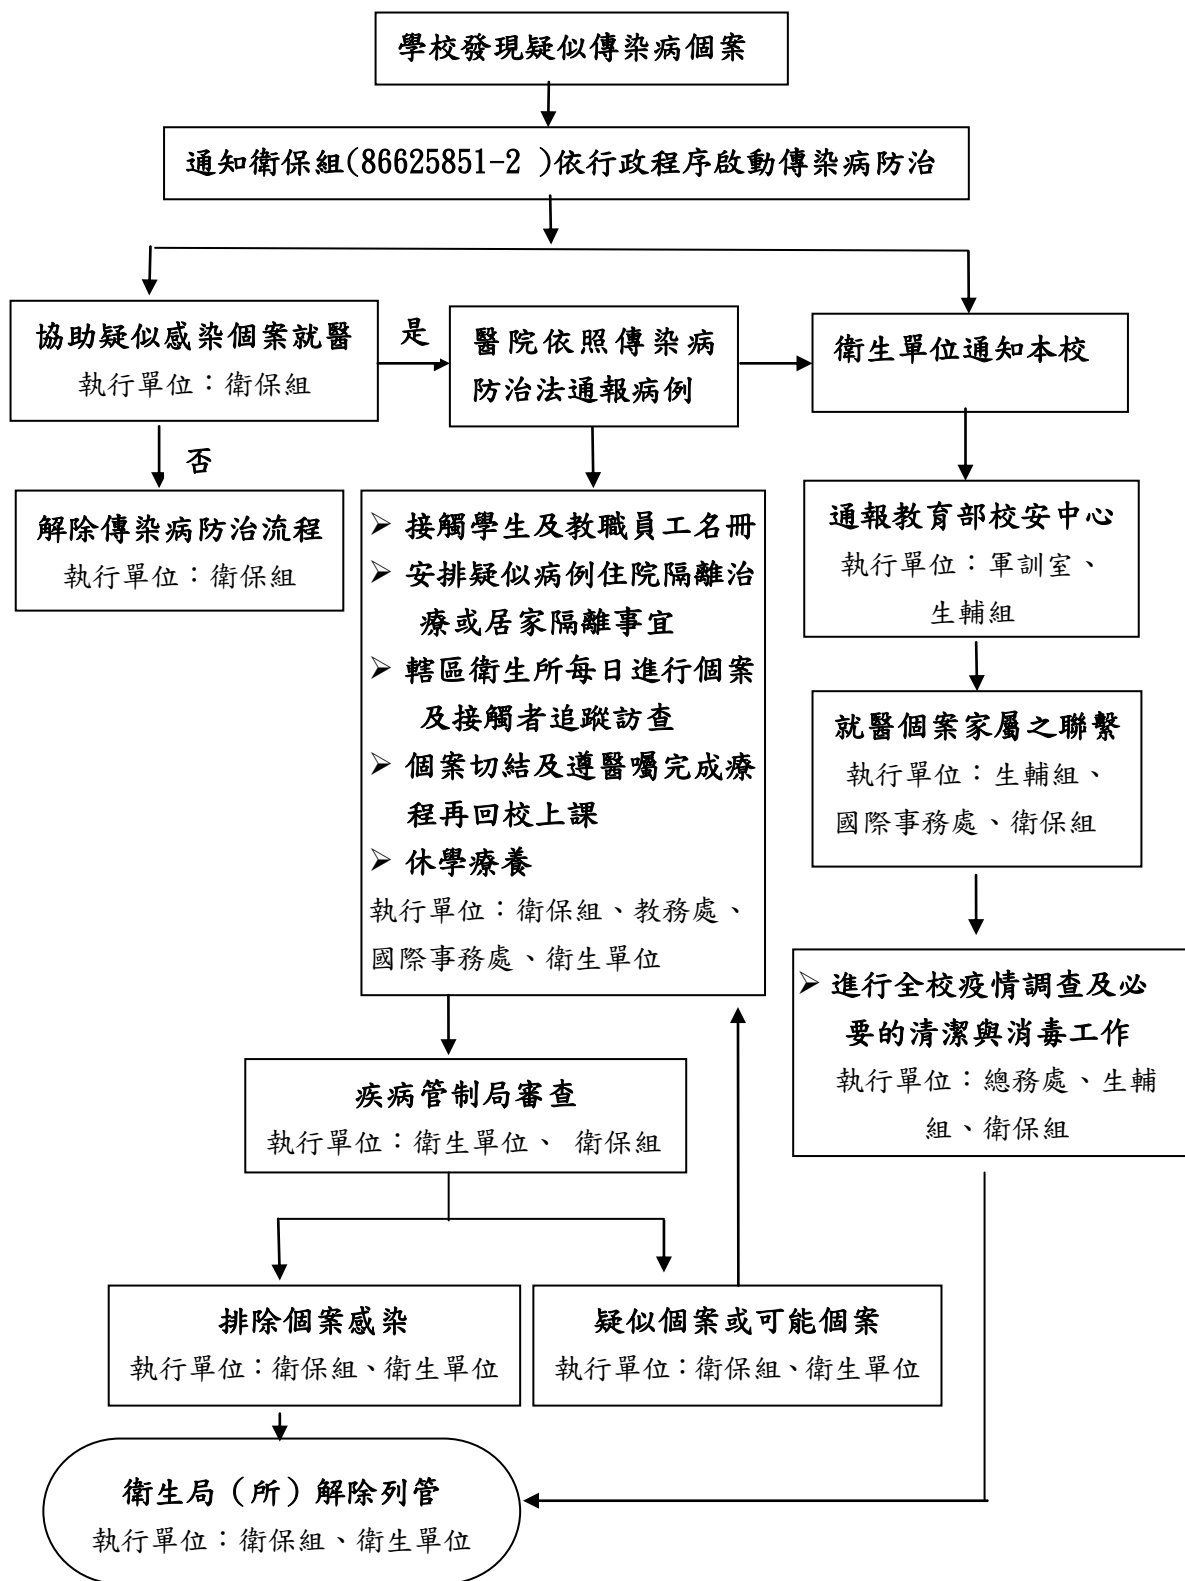 學校發現疑似傳染病個案
通知衛保組(86625851-2 )依行政程序啟動傳染病防治
協助疑似感染個案就醫
執行單位：衛保組
是
醫院依照傳染病
防治法通報病例
衛生單位通知本校
否
解除傳染病防治流程
執行單位：衛保組
➢ 接觸學生及教職員工名冊
➢ 安排疑似病例住院隔離治
療或居家隔離事宜
➢ 轄區衛生所每日進行個案
及接觸者追蹤訪查
➢ 個案切結及遵醫囑完成療
程再回校上課
➢ 休學療養
執行單位：衛保組、教務處、
國際事務處、衛生單位
通報教育部校安中心
執行單位：軍訓室、
生輔組
就醫個案家屬之聯繫
執行單位：生輔組、
國際事務處、衛保組
➢ 進行全校疫情調查及必
要的清潔與消毒工作
執行單位：總務處、生輔
組、衛保組
疾病管制局審查
執行單位：衛生單位、 衛保組
排除個案感染
執行單位：衛保組、衛生單位
疑似個案或可能個案
執行單位：衛保組、衛生單位
衛生局（所）解除列管
執行單位：衛保組、衛生單位